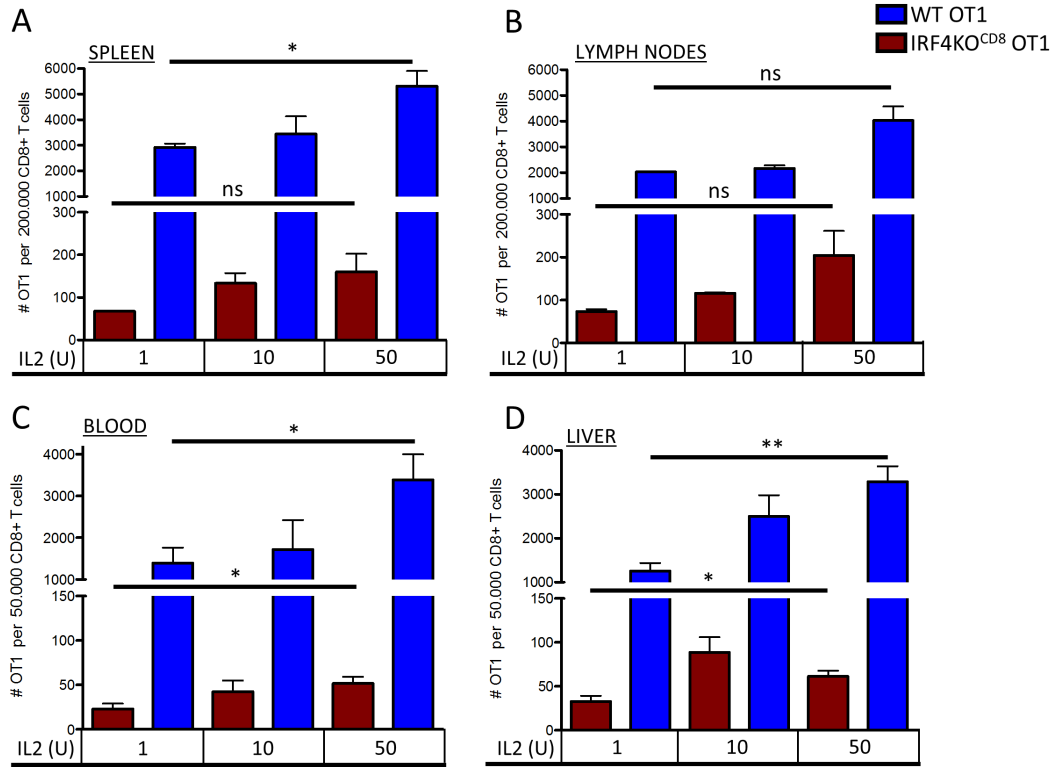 WT OT1
IRF4KO^CD8 OT1
A
SPLEEN
*
# OT1 per 200.000 CD8+ T cells
6000
5000
4000
3000
2000
1000
ns
300
200
100
0
IL2 (U) 1 10 50
B
LYMPH NODES
ns
# OT1 per 200.000 CD8+ T cells
6000
5000
4000
3000
2000
1000
ns
300
200
100
0
IL2 (U) 1 10 50
C
BLOOD
*
# OT1 per 50.000 CD8+ T cells
4000
3000
2000
1000
*
150
100
50
0
IL2 (U) 1 10 50
D
LIVER
**
# OT1 per 50.000 CD8+ T cells
4000
3000
2000
1000
*
150
100
50
0
IL2 (U) 1 10 50